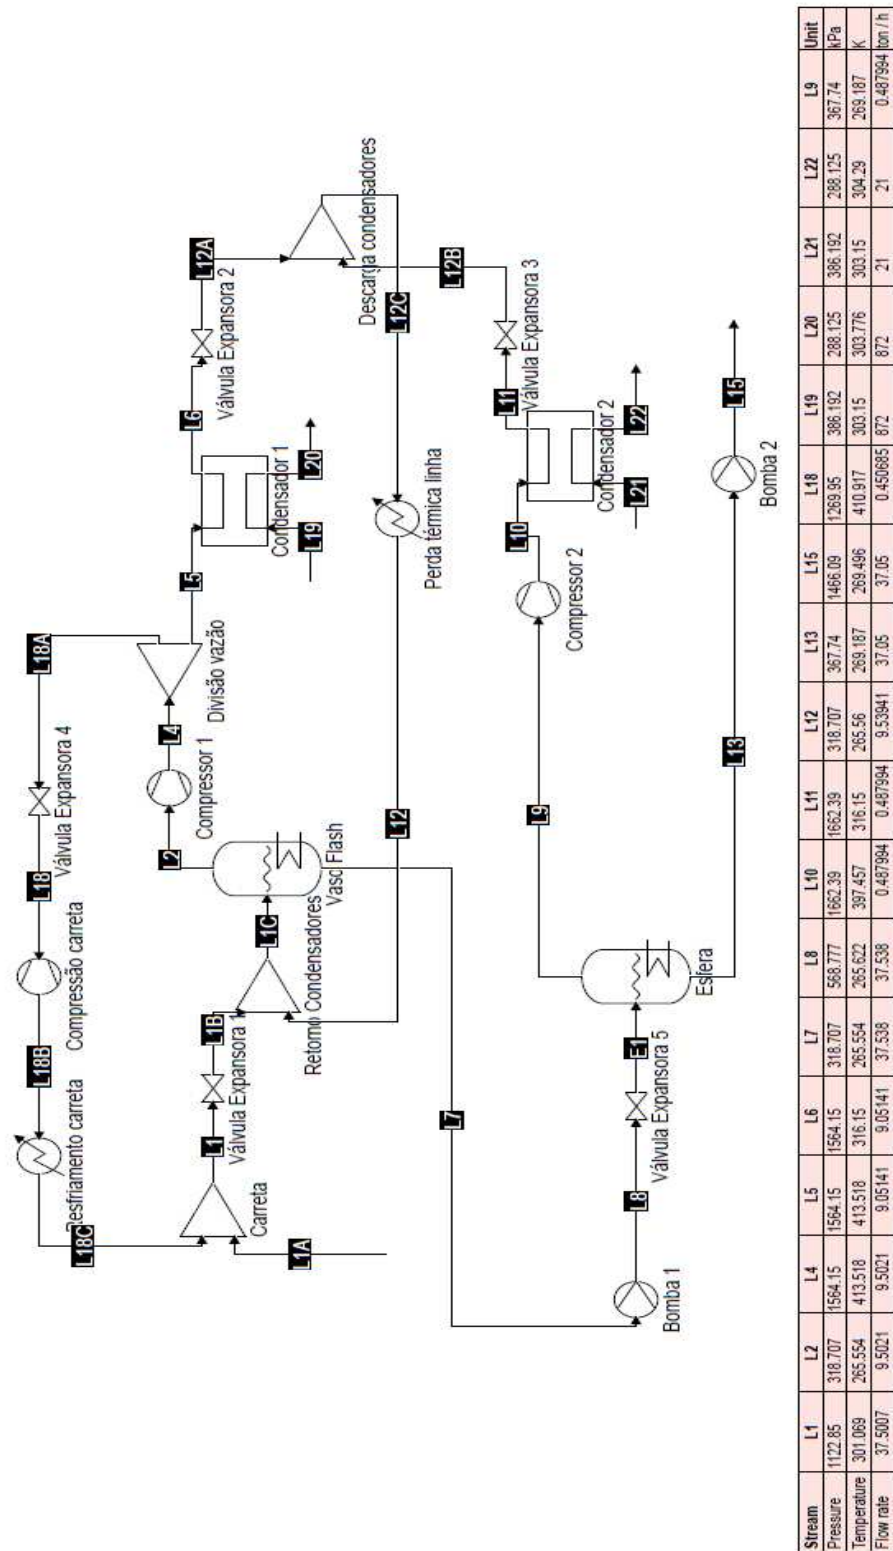 L18A
Válvula Expansora 4
L18
Compressão carreta
L18B
Resfriamento carreta
L18C
L1A
Carreta
L1
Válvula Expansora 1
L1B
Retorno Condensadores
L1C
Vaso Flash
L2
Compressor 1
L4
Divisão vazão
L5
L19
L20
Condensador 1
L6
Válvula Expansora 2
L12A
Descarga condensadores
L12C
L12B
Perda térmica linha
L12
L7
Bomba 1
L8
Válvula Expansora 5
E1
Esfera
L9
Compressor 2
L10
L21
L22
Condensador 2
L11
Válvula Expansora 3
L13
Bomba 2
L15
Stream L1 L2 L4 L5 L6 L7 L8 L10 L11 L12 L13 L15 L18 L19 L20 L21 L22 L9 Unit
Pressure 1122.85 318.707 1564.15 1564.15 1564.15 318.707 568.777 1662.39 1662.39 318.707 367.74 1466.09 1269.95 386.192 288.125 386.192 288.125 367.74 kPa
Temperature 301.069 265.554 413.518 413.518 316.15 265.554 265.622 397.457 316.15 265.56 269.187 269.496 410.917 303.15 303.776 303.15 304.29 269.187 K
Flow rate 37.5007 9.5021 9.5021 9.05141 9.05141 37.538 37.538 0.487994 0.487994 9.53941 37.05 37.05 0.450685 872 872 21 21 0.487994 ton / h